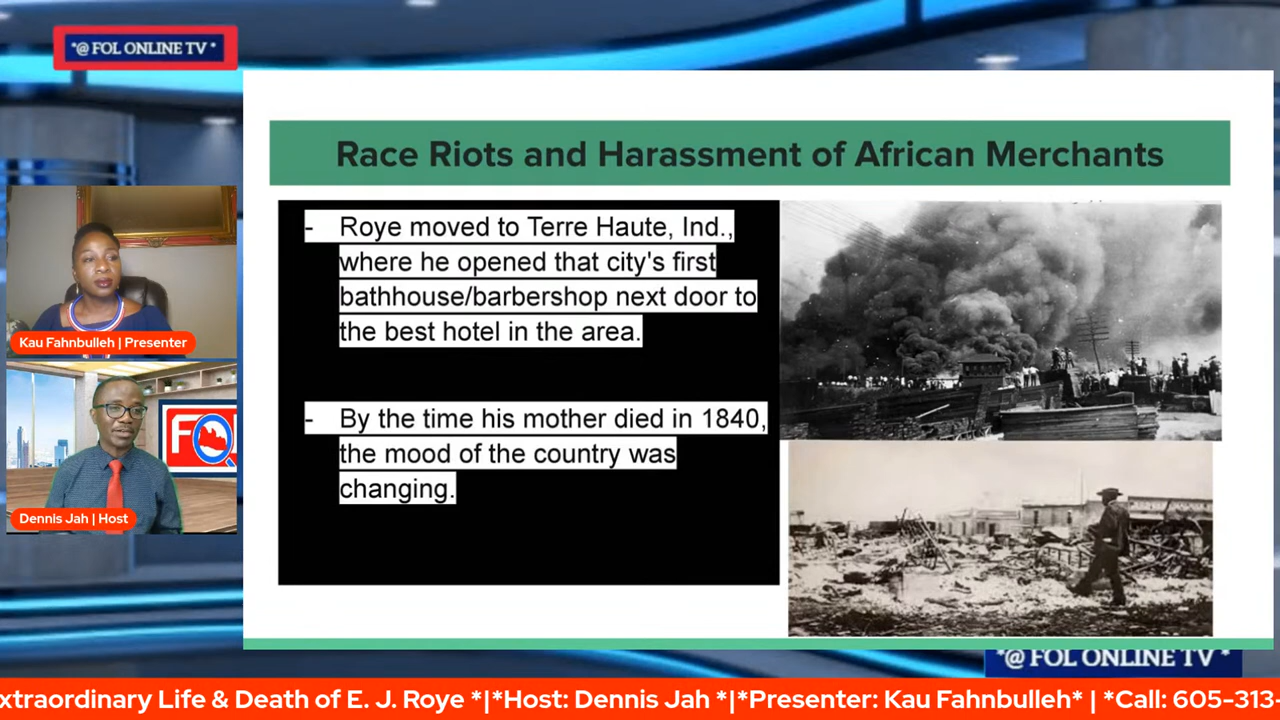 *@ FOL ONLINE TV *
Race Riots and Harassment of African Merchants
- Roye moved to Terre Haute, Ind.,
where he opened that city's first
bathhouse/barbershop next door to
the best hotel in the area.
- By the time his mother died in 1840,
the mood of the country was
changing.
Kau Fahnbulleh | Presenter
Dennis Jah | Host
*@ FOL ONLINE TV *
xtraordinary Life & Death of E. J. Roye *|*Host: Dennis Jah *|*Presenter: Kau Fahnbulleh* | *Call: 605-313-